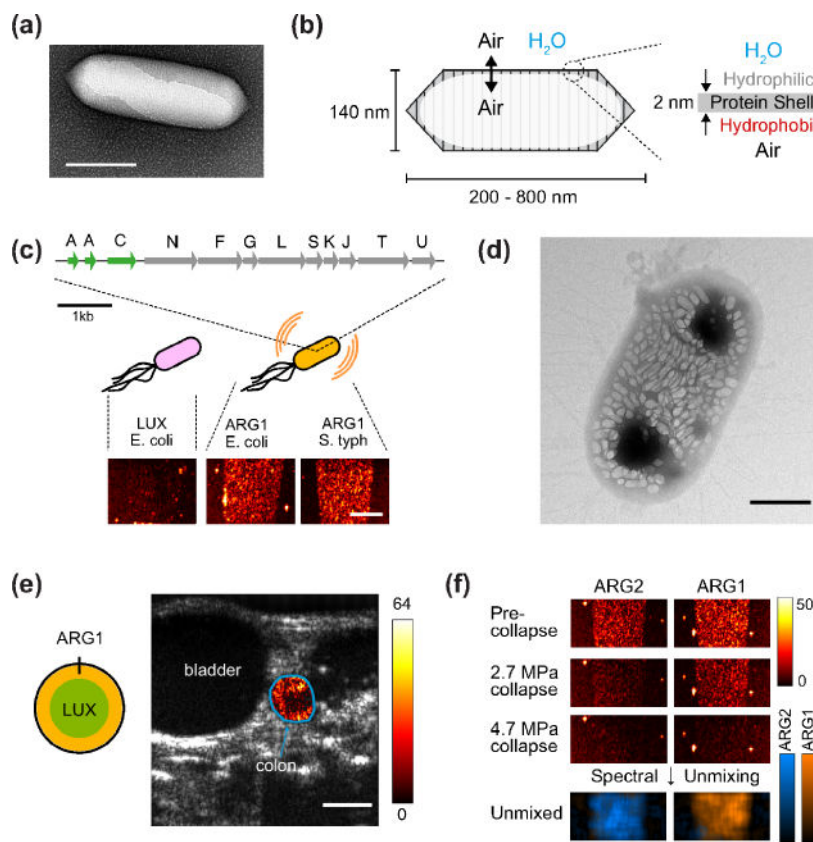 (a)
(b)
Air
H₂O
Air
140 nm
200 - 800 nm
H₂O
Hydrophilic
2 nm
Protein Shell
Hydrophobi
Air
(c)
A A C N F G L S K J T U
1kb
LUX
E. coli
ARG1
E. coli
ARG1
S. typh
(d)
(e)
ARG1
LUX
bladder
colon
64
0
(f)
ARG2 ARG1
Pre-
collapse
50
0
2.7 MPa
collapse
4.7 MPa
collapse
Spectral Unmixing
Unmixed
ARG2
ARG1